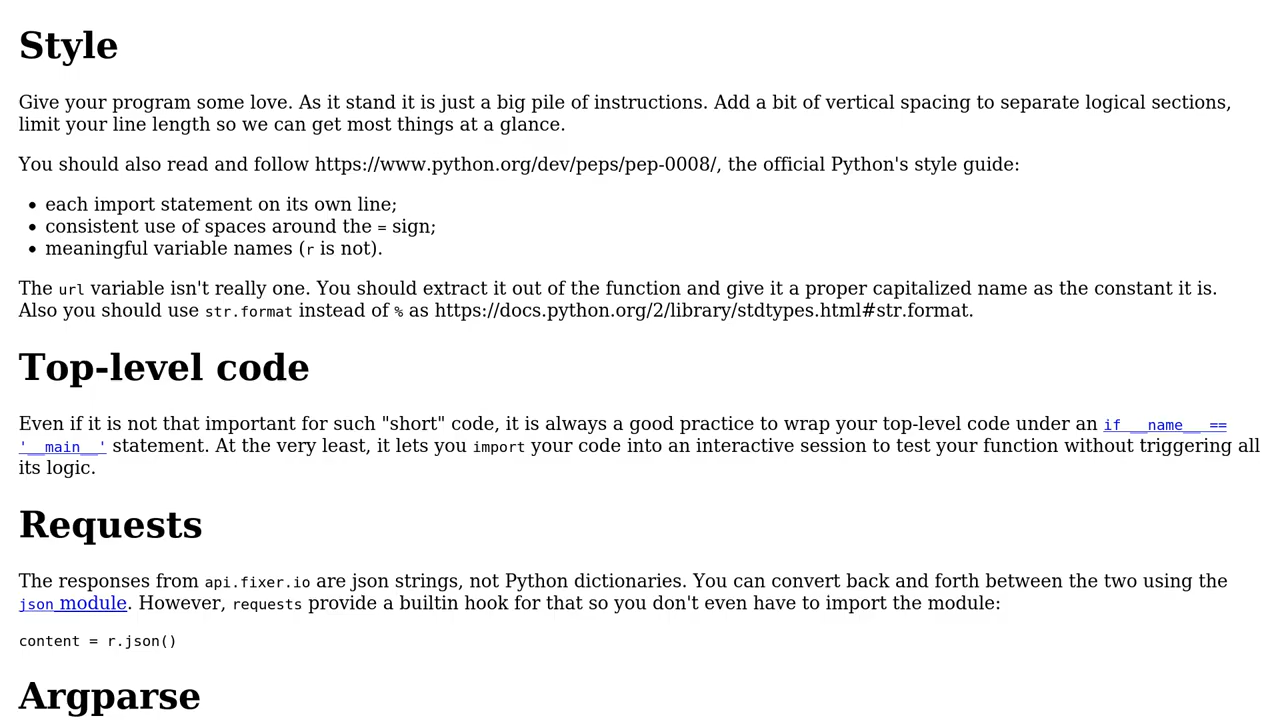 Style
Give your program some love. As it stand it is just a big pile of instructions. Add a bit of vertical spacing to separate logical sections,
limit your line length so we can get most things at a glance.
You should also read and follow https://www.python.org/dev/peps/pep-0008/, the official Python's style guide:
• each import statement on its own line;
• consistent use of spaces around the = sign;
• meaningful variable names (r is not).
The url variable isn't really one. You should extract it out of the function and give it a proper capitalized name as the constant it is.
Also you should use str.format instead of % as https://docs.python.org/2/library/stdtypes.html#str.format.
Top-level code
Even if it is not that important for such "short" code, it is always a good practice to wrap your top-level code under an if __name__ ==
'__main__' statement. At the very least, it lets you import your code into an interactive session to test your function without triggering all
its logic.
Requests
The responses from api.fixer.io are json strings, not Python dictionaries. You can convert back and forth between the two using the
json module. However, requests provide a builtin hook for that so you don't even have to import the module:
content = r.json()
Argparse